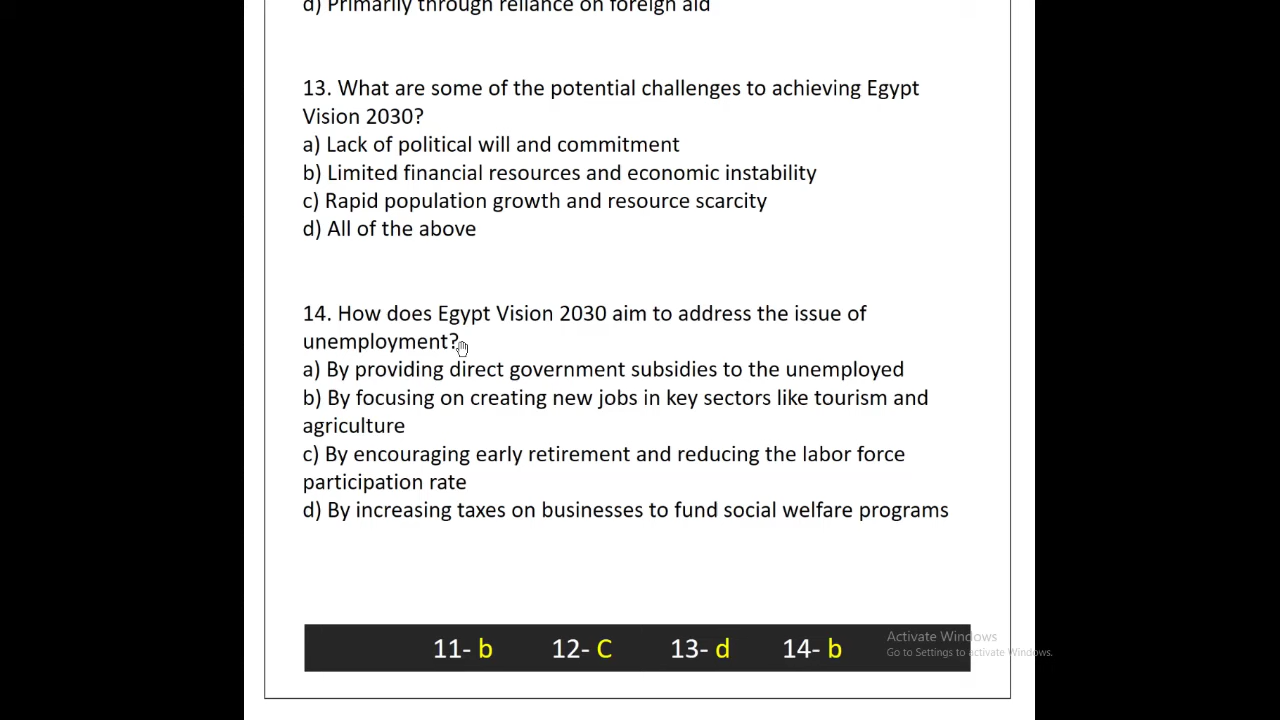 d) Primarily through reliance on foreign aid
13. What are some of the potential challenges to achieving Egypt
Vision 2030?
a) Lack of political will and commitment
b) Limited financial resources and economic instability
c) Rapid population growth and resource scarcity
d) All of the above
14. How does Egypt Vision 2030 aim to address the issue of
unemployment?
a) By providing direct government subsidies to the unemployed
b) By focusing on creating new jobs in key sectors like tourism and
agriculture
c) By encouraging early retirement and reducing the labor force
participation rate
d) By increasing taxes on businesses to fund social welfare programs
11- b 12- C 13- d 14- b
Activate Windows
Go to Settings to activate Windows.